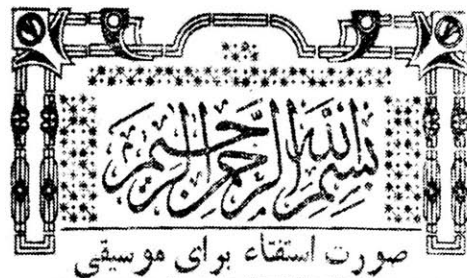 بسم الله الرحمن الرحیم
صورت استفتاء برای موسیقی